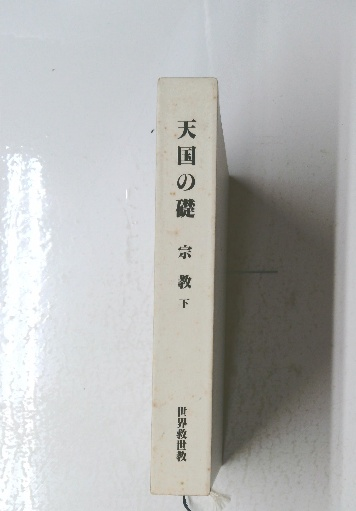 天国の礎 宗教 下 世界救世教